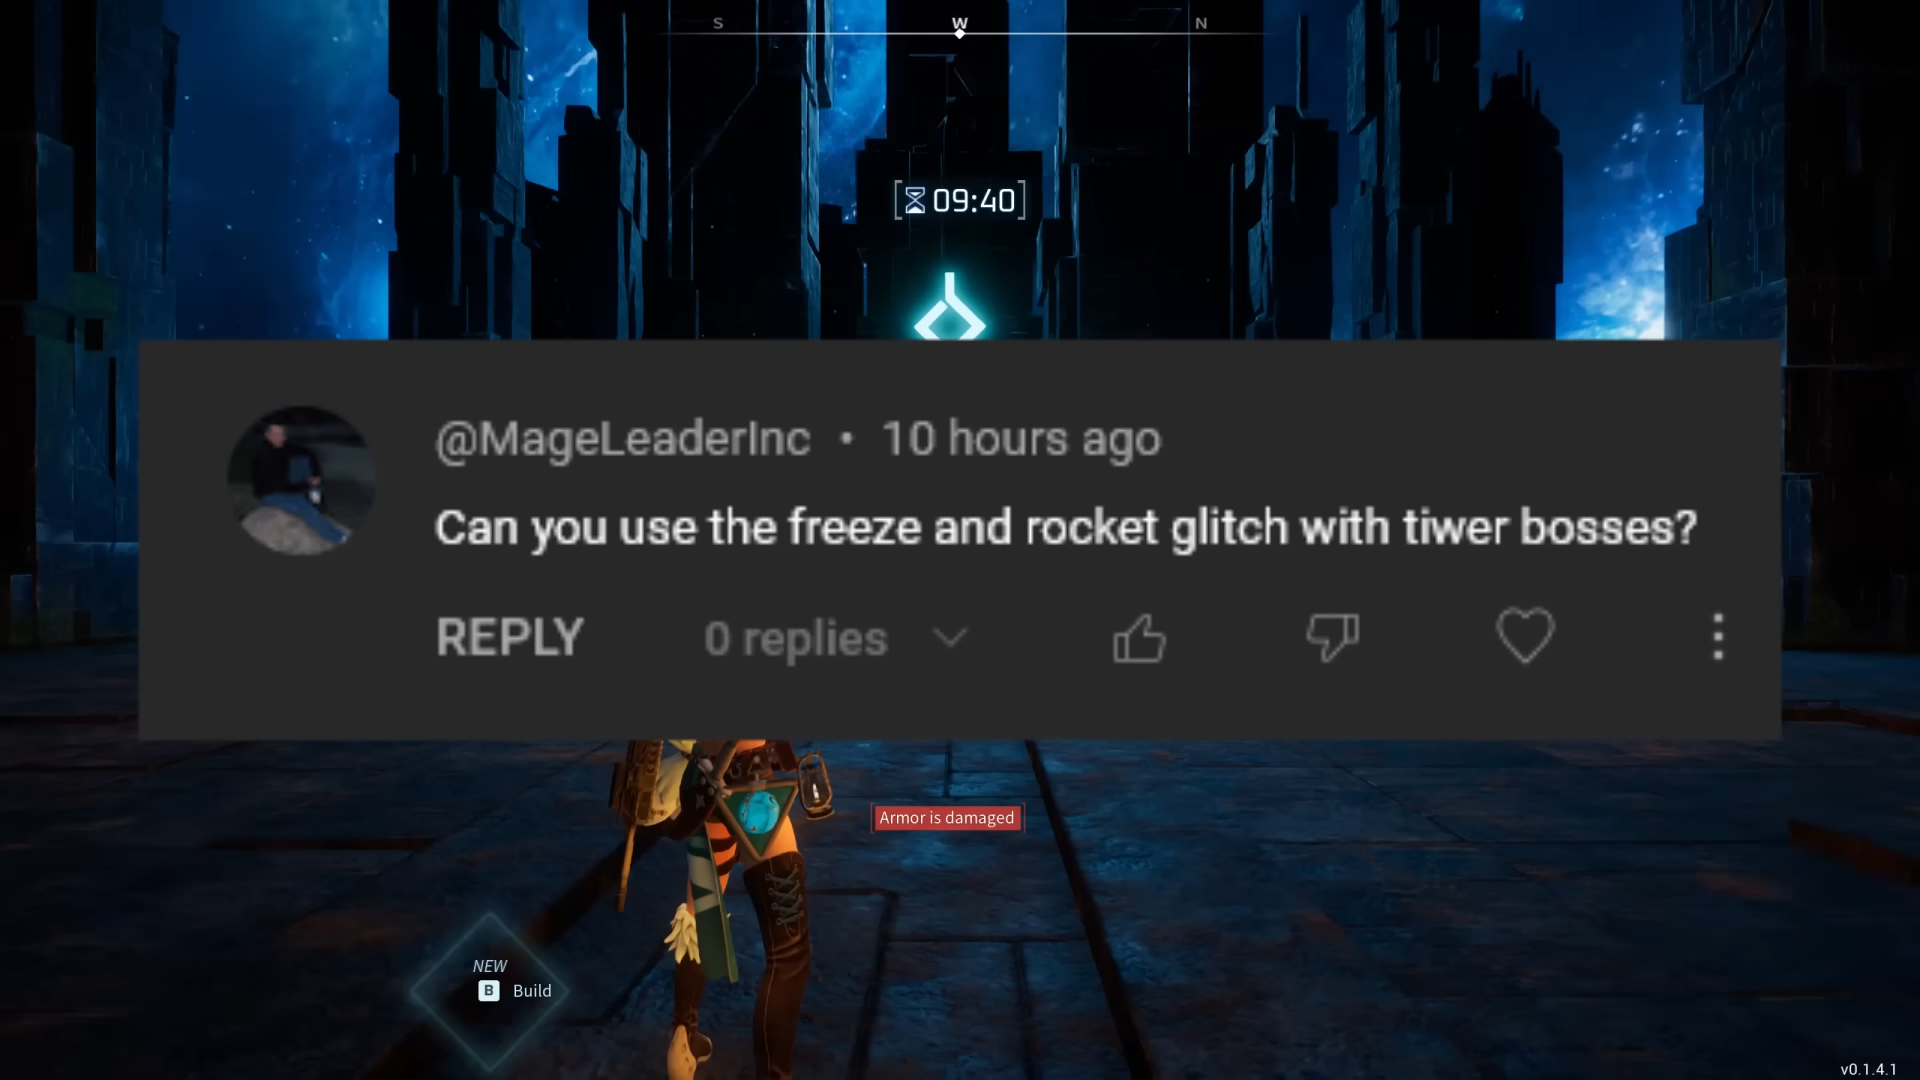 S W N
09:40
@MageLeaderInc • 10 hours ago
Can you use the freeze and rocket glitch with tiwer bosses?
REPLY 0 replies
Armor is damaged
NEW
B Build
v0.1.4.1